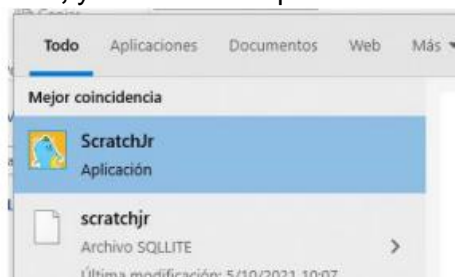 Copiar
Todo Aplicaciones Documentos Web Más
Mejor coincidencia
ScratchJr
Aplicación
scratchjr
Archivo SQLLITE
Última modificación: 5/10/2021 10:07